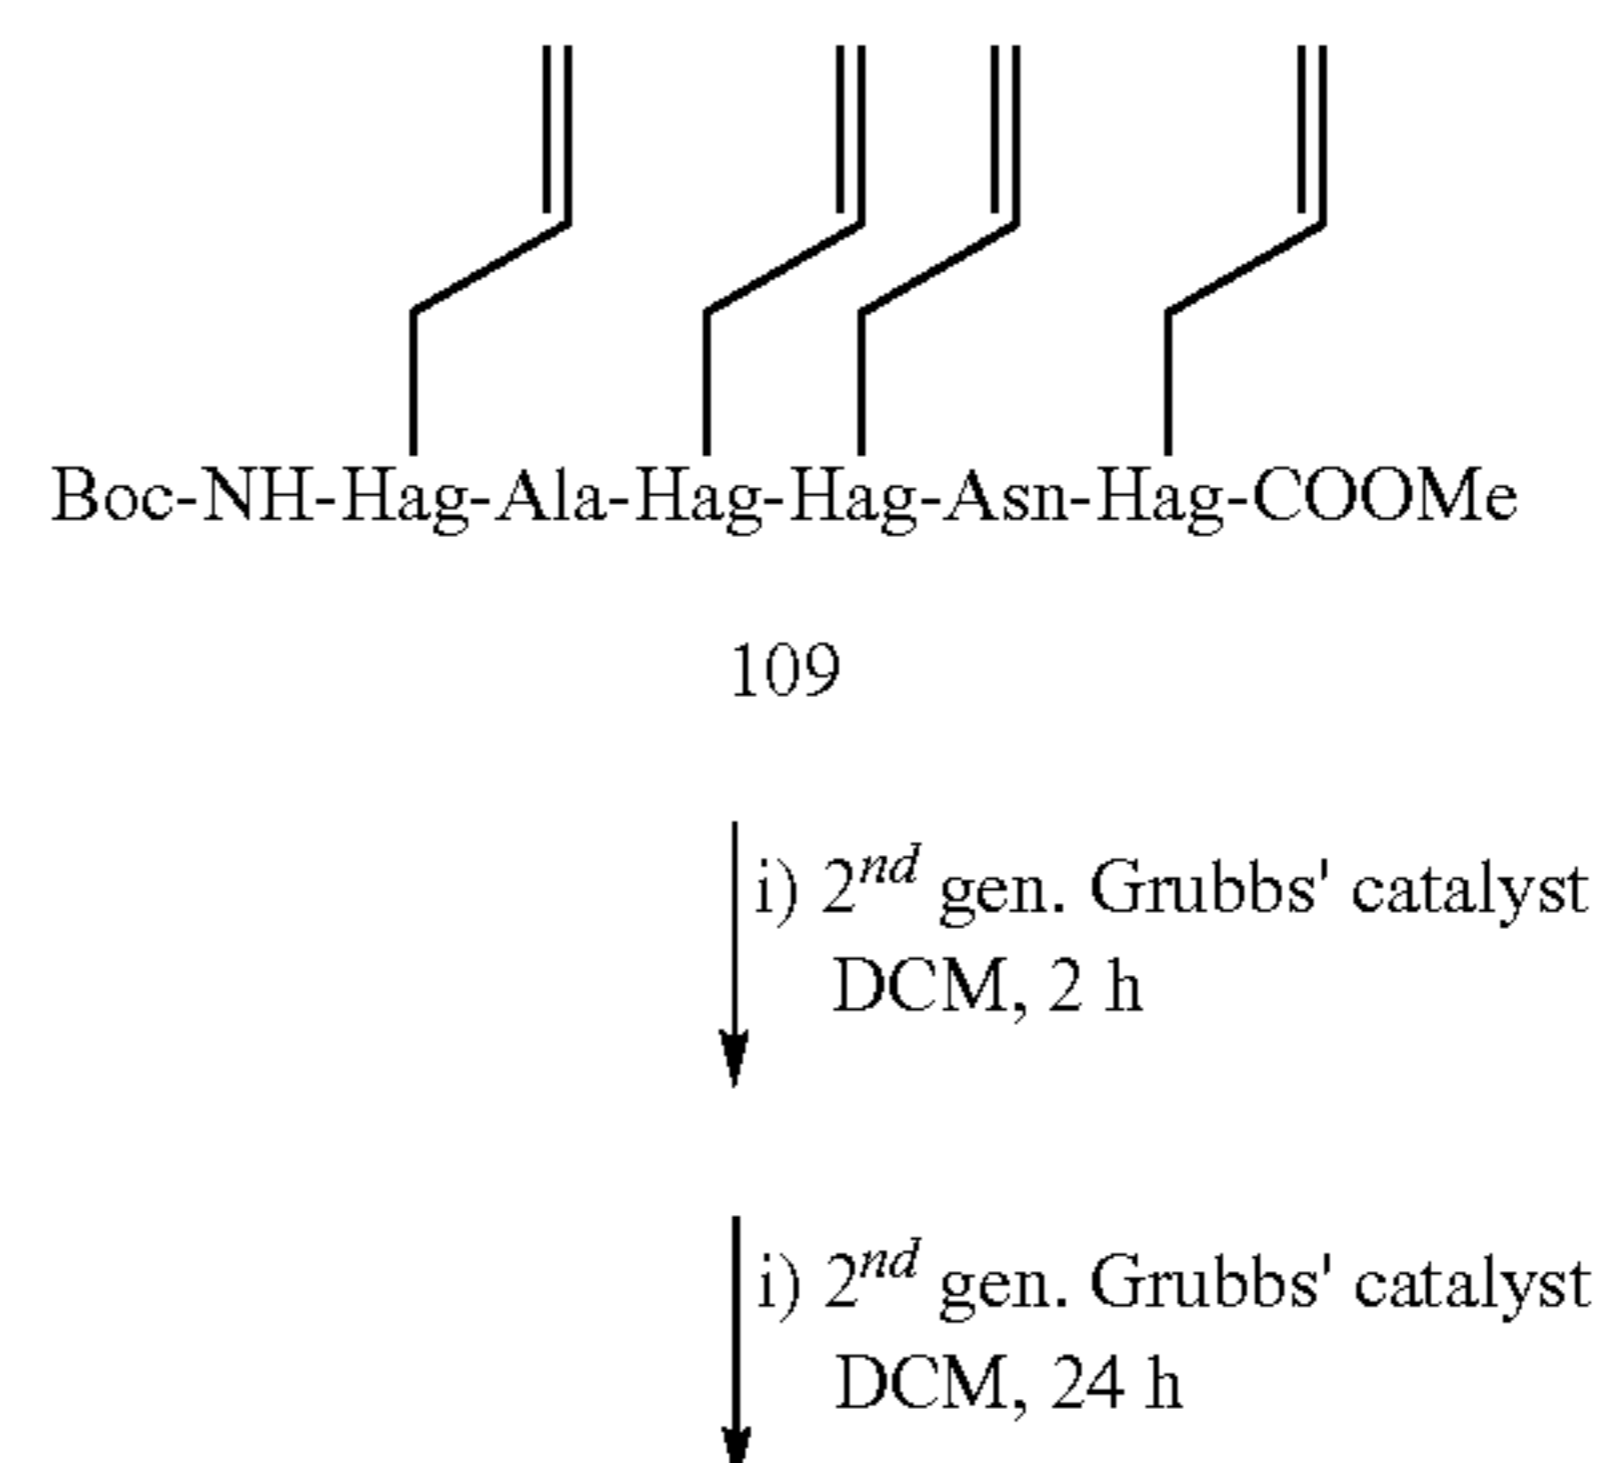 Boc-NH-Hag-Ala-Hag-Hag-Asn-Hag-COOMe
109
i) 2nd gen. Grubbs' catalyst
DCM, 2 h
i) 2nd gen. Grubbs' catalyst
DCM, 24 h